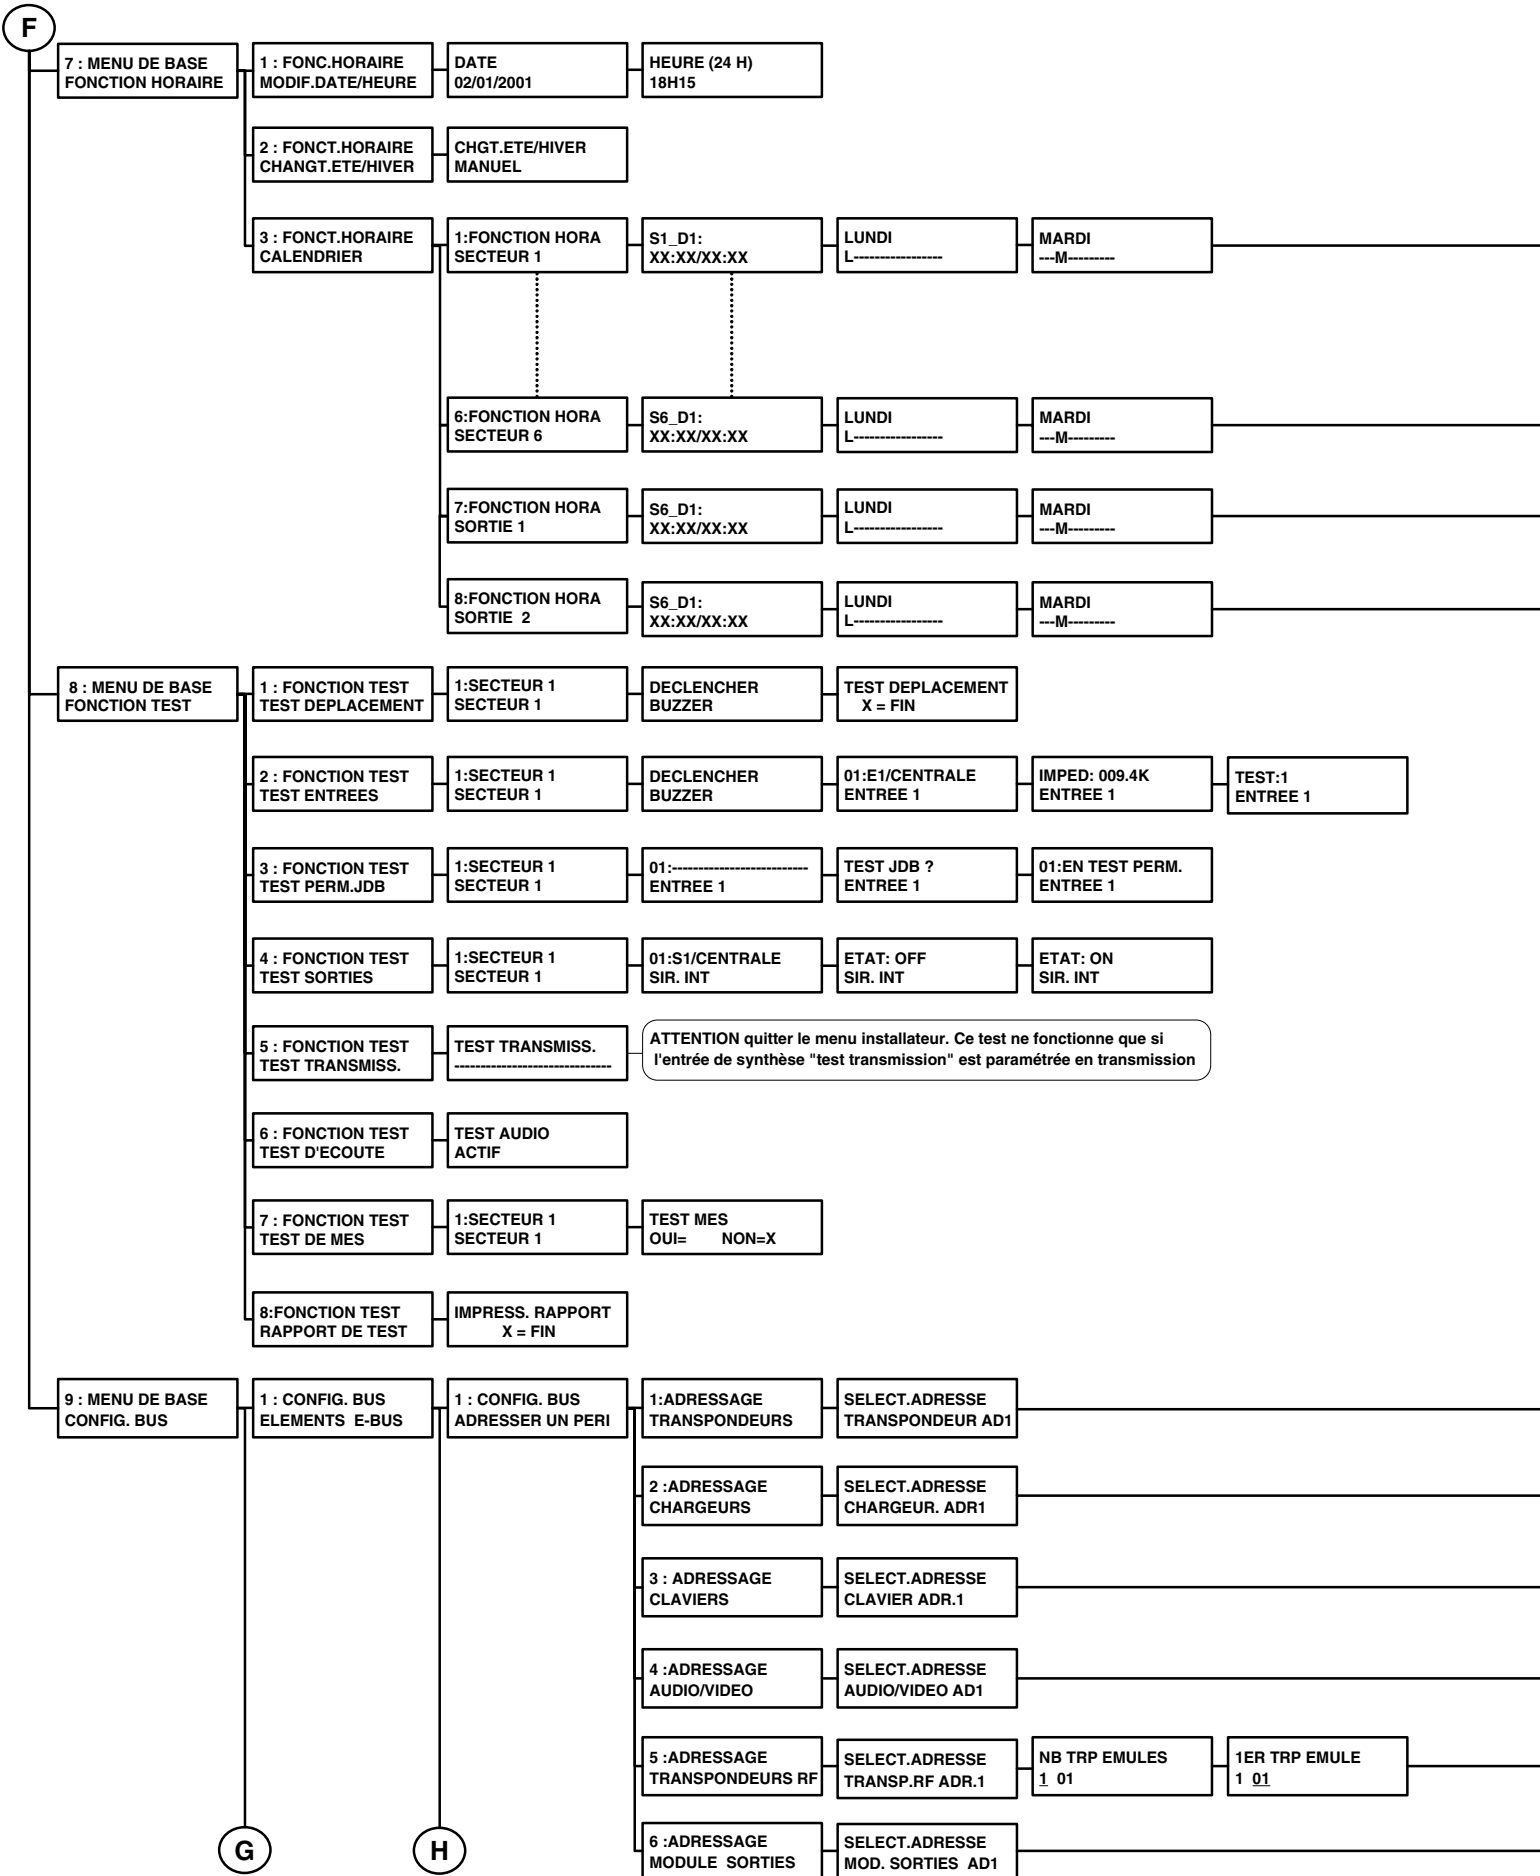 F
7 : MENU DE BASE
FONCTION HORAIRE
1 : FONC.HORAIRE
MODIF.DATE/HEURE
DATE
02/01/2001
HEURE (24 H)
18H15
2 : FONCT.HORAIRE
CHANGT.ETE/HIVER
CHGT.ETE/HIVER
MANUEL
3 : FONCT.HORAIRE
CALENDRIER
1:FONCTION HORA
SECTEUR 1
S1_D1:
XX:XX/XX:XX
LUNDI
L-----------------
MARDI
---M---------
6:FONCTION HORA
SECTEUR 6
S6_D1:
XX:XX/XX:XX
LUNDI
L-----------------
MARDI
---M---------
7:FONCTION HORA
SORTIE 1
S6_D1:
XX:XX/XX:XX
LUNDI
L-----------------
MARDI
---M---------
8:FONCTION HORA
SORTIE 2
S6_D1:
XX:XX/XX:XX
LUNDI
L-----------------
MARDI
---M---------
8 : MENU DE BASE
FONCTION TEST
1 : FONCTION TEST
TEST DEPLACEMENT
1:SECTEUR 1
SECTEUR 1
DECLENCHER
BUZZER
TEST DEPLACEMENT
X = FIN
2 : FONCTION TEST
TEST ENTREES
1:SECTEUR 1
SECTEUR 1
DECLENCHER
BUZZER
01:E1/CENTRALE
ENTREE 1
IMPED: 009.4K
ENTREE 1
TEST:1
ENTREE 1
3 : FONCTION TEST
TEST PERM.JDB
1:SECTEUR 1
SECTEUR 1
01:--------------------------
ENTREE 1
TEST JDB ?
ENTREE 1
01:EN TEST PERM.
ENTREE 1
4 : FONCTION TEST
TEST SORTIES
1:SECTEUR 1
SECTEUR 1
01:S1/CENTRALE
SIR. INT
ETAT: OFF
SIR. INT
ETAT: ON
SIR. INT
5 : FONCTION TEST
TEST TRANSMISS.
TEST TRANSMISS.
------------------------------
ATTENTION quitter le menu installateur. Ce test ne fonctionne que si
l'entrée de synthèse "test transmission" est paramétrée en transmission
6 : FONCTION TEST
TEST D'ECOUTE
TEST AUDIO
ACTIF
7 : FONCTION TEST
TEST DE MES
1:SECTEUR 1
SECTEUR 1
TEST MES
OUI= NON=X
8:FONCTION TEST
RAPPORT DE TEST
IMPRESS. RAPPORT
X = FIN
9 : MENU DE BASE
CONFIG. BUS
1 : CONFIG. BUS
ELEMENTS E-BUS
1 : CONFIG. BUS
ADRESSER UN PERI
1:ADRESSAGE
TRANSPONDEURS
SELECT.ADRESSE
TRANSPONDEUR AD1
2 :ADRESSAGE
CHARGEURS
SELECT.ADRESSE
CHARGEUR. ADR1
3 : ADRESSAGE
CLAVIERS
SELECT.ADRESSE
CLAVIER ADR.1
4 :ADRESSAGE
AUDIO/VIDEO
SELECT.ADRESSE
AUDIO/VIDEO AD1
5 :ADRESSAGE
TRANSPONDEURS RF
SELECT.ADRESSE
TRANSP.RF ADR.1
NB TRP EMULES
1 01
1ER TRP EMULE
1 01
6 :ADRESSAGE
MODULE SORTIES
SELECT.ADRESSE
MOD. SORTIES AD1
G
H